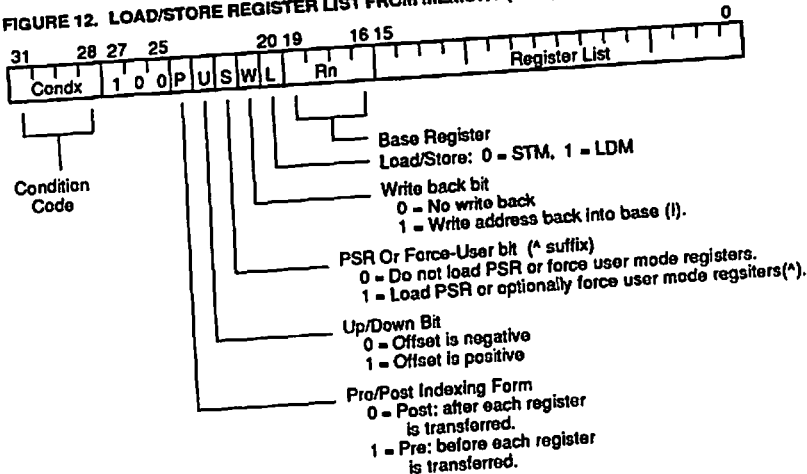 FIGURE 12. LOAD/STORE REGISTER LIST FROM MEMORY
31 28 27 25 20 19 16 15 0
Condx 1 0 0 P U S W L Rn Register List
Base Register
Load/Store: 0 = STM, 1 = LDM
Condition
Code
Write back bit
0 = No write back
1 = Write address back into base (!).
PSR Or Force-User bit (^ suffix)
0 = Do not load PSR or force user mode registers.
1 = Load PSR or optionally force user mode regsiters(^).
Up/Down Bit
0 = Offset is negative
1 = Offset is positive
Pre/Post Indexing Form
0 = Post: after each register
is transferred.
1 = Pre: before each register
is transferred.